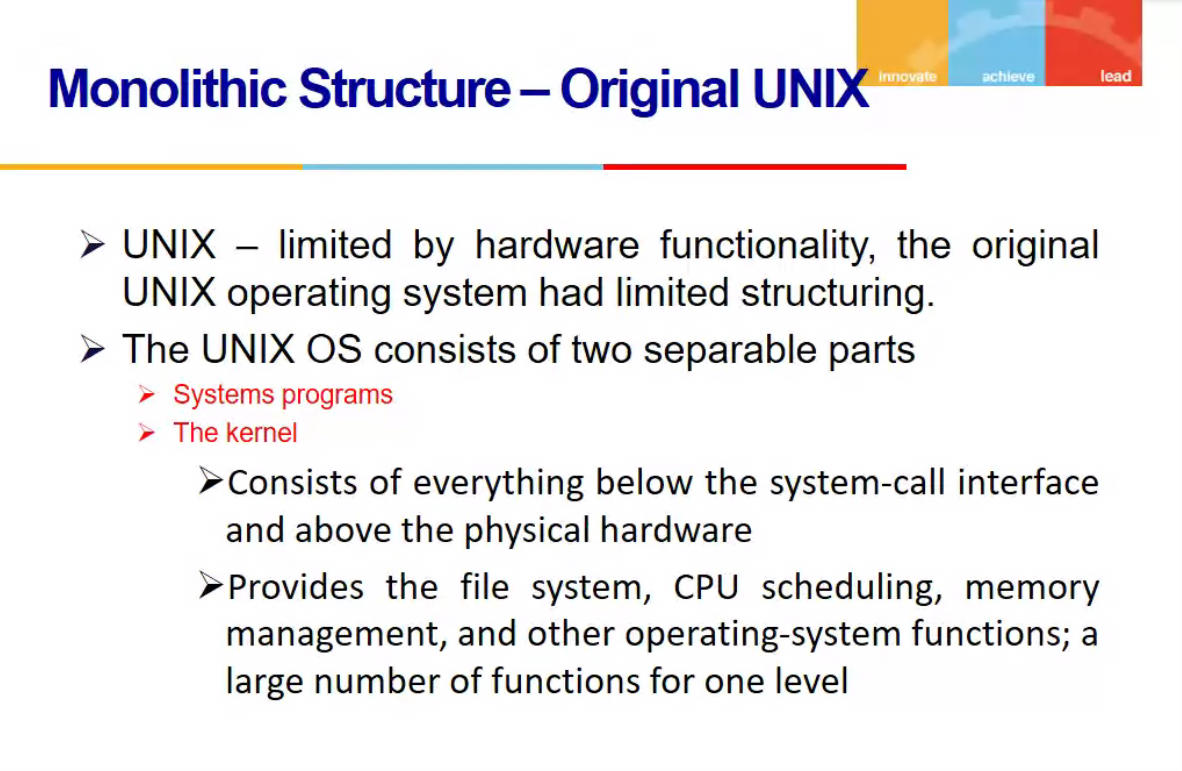 innovate achieve lead
Monolithic Structure – Original UNIX
➢ UNIX – limited by hardware functionality, the original
UNIX operating system had limited structuring.
➢ The UNIX OS consists of two separable parts
➢ Systems programs
➢ The kernel
➢Consists of everything below the system-call interface
and above the physical hardware
➢Provides the file system, CPU scheduling, memory
management, and other operating-system functions; a
large number of functions for one level